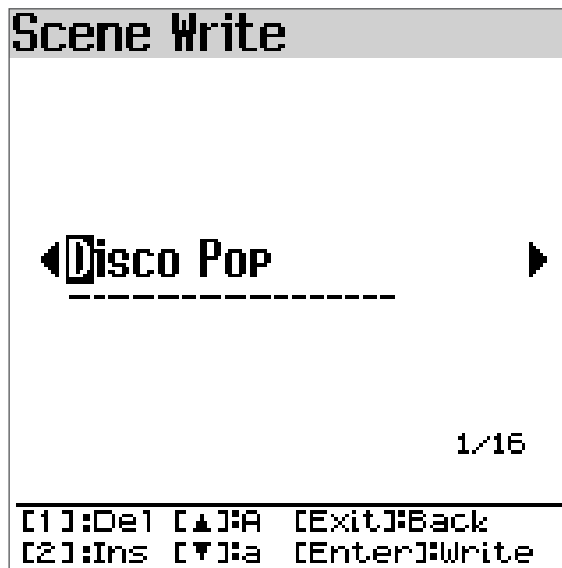 Scene Write
◀Disco Pop ▶
1/16
[1]:Del [▲]:A [Exit]:Back
[2]:Ins [▼]:a [Enter]:Write